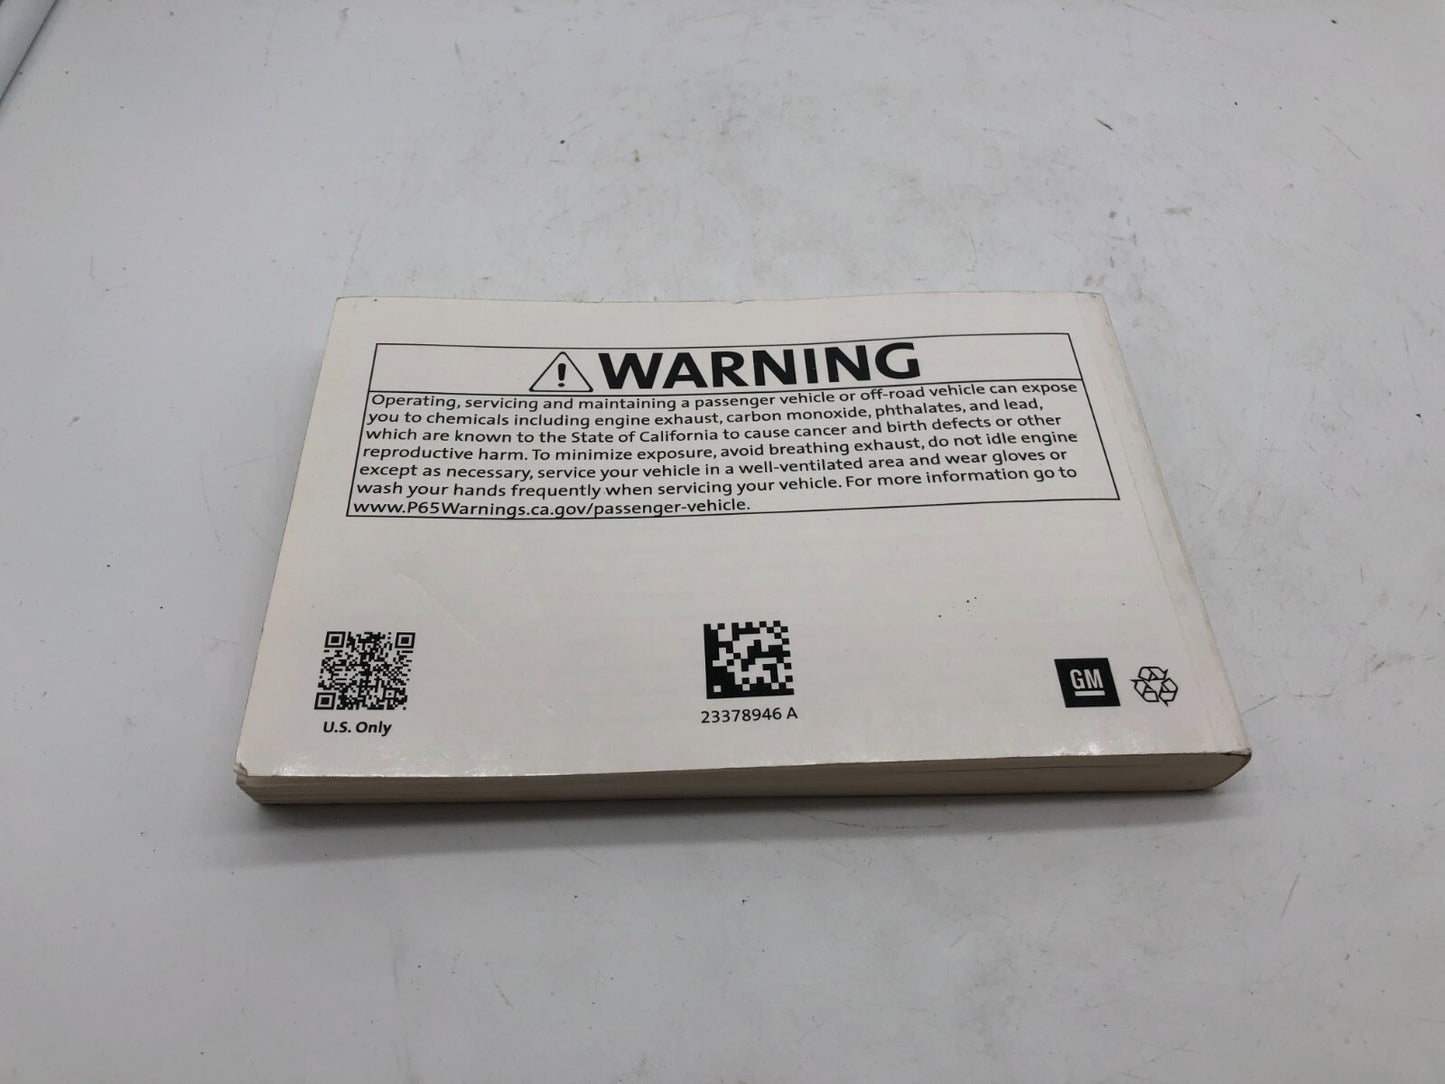 WARNING
Operating, servicing and maintaining a passenger vehicle or off-road vehicle can expose
you to chemicals including engine exhaust, carbon monoxide, phthalates, and lead,
which are known to the State of California to cause cancer and birth defects or other
reproductive harm. To minimize exposure, avoid breathing exhaust, do not idle engine
except as necessary, service your vehicle in a well-ventilated area and wear gloves or
wash your hands frequently when servicing your vehicle. For more information go to
www.P65Warnings.ca.gov/passenger-vehicle.
U.S. Only
23378946 A
GM